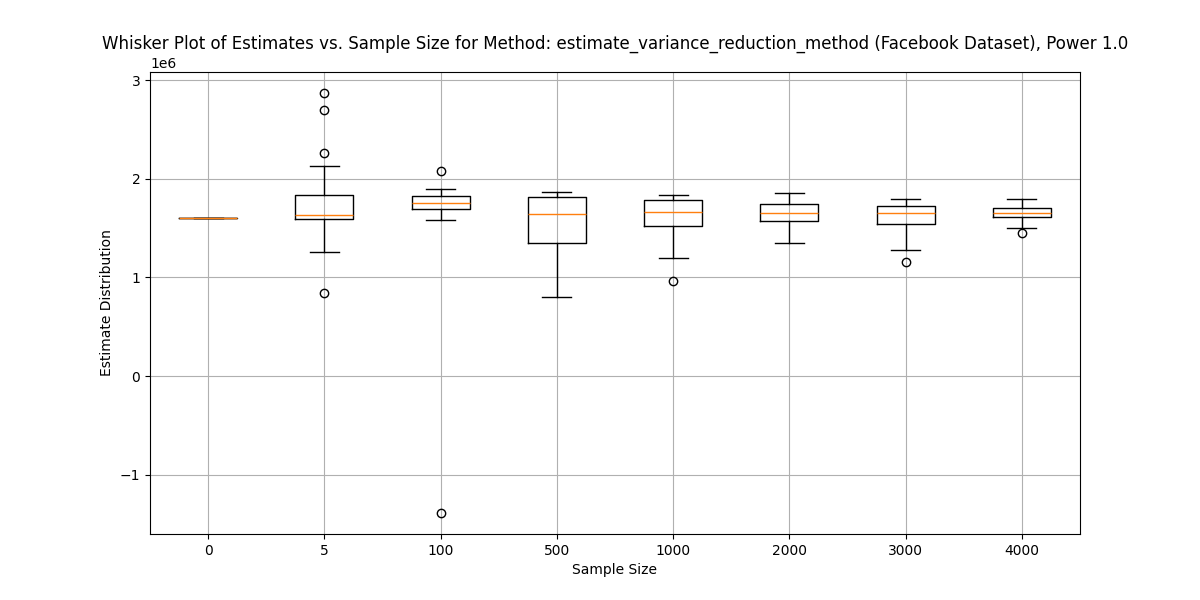 Whisker Plot of Estimates vs. Sample Size for Method: estimate_variance_reduction_method (Facebook Dataset), Power 1.0
1e6
3
2
1
0
−1
Estimate Distribution
0 5 100 500 1000 2000 3000 4000
Sample Size